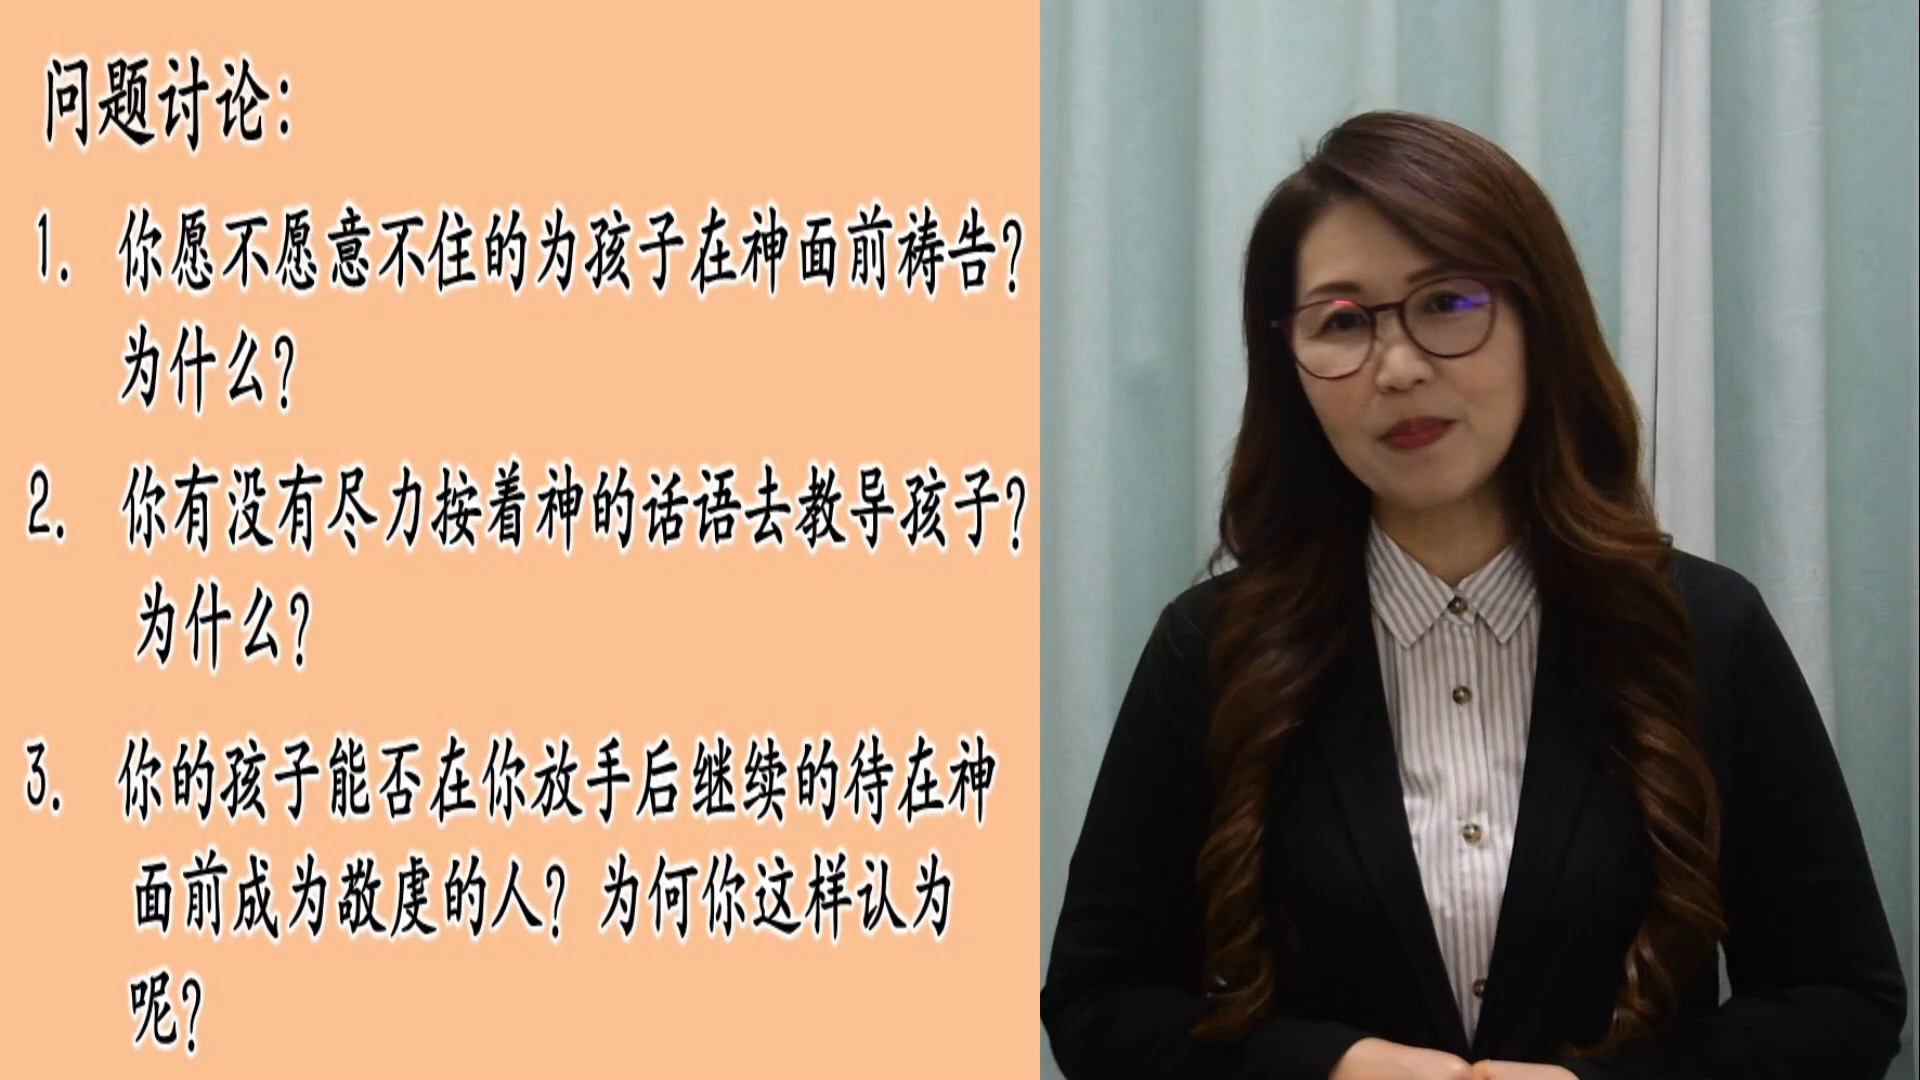 问题讨论:
1. 你愿不愿意不住的为孩子在神面前祷告?
为什么?
2. 你有没有尽力按着神的话语去教导孩子?
为什么?
3. 你的孩子能否在你放手后继续的待在神
面前成为敬虔的人? 为何你这样认为
呢?